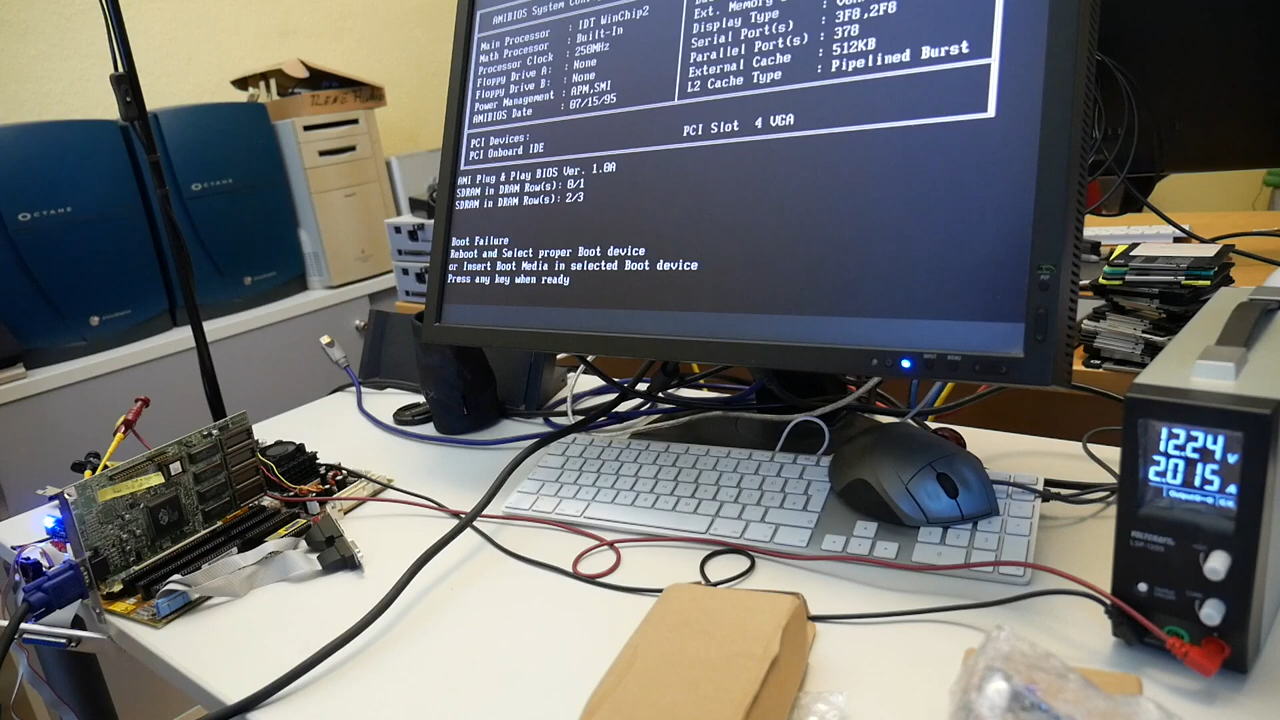 AMIBIOS System
Main Processor : IDT WinChip2
Math Processor : Built-In
Processor Clock : 250MHz
Floppy Drive A: : None
Floppy Drive B: : None
Power Management : APM,SMI
AMIBIOS Date : 07/15/95
Ext. Memory
Display Type
Serial Port(s) : 3F8,2F8
Parallel Port(s) : 378
External Cache : 512KB
L2 Cache Type : Pipelined Burst
PCI Devices:
PCI Onboard IDE
PCI Slot 4 VGA
AMI Plug & Play BIOS Ver. 1.0A
SDRAM in DRAM Row(s): 0/1
SDRAM in DRAM Row(s): 2/3
Boot Failure
Reboot and Select proper Boot device
or Insert Boot Media in selected Boot device
Press any key when ready
OCTANE
OCTANE
INPUT
MENU
12.24 V
2.015 A